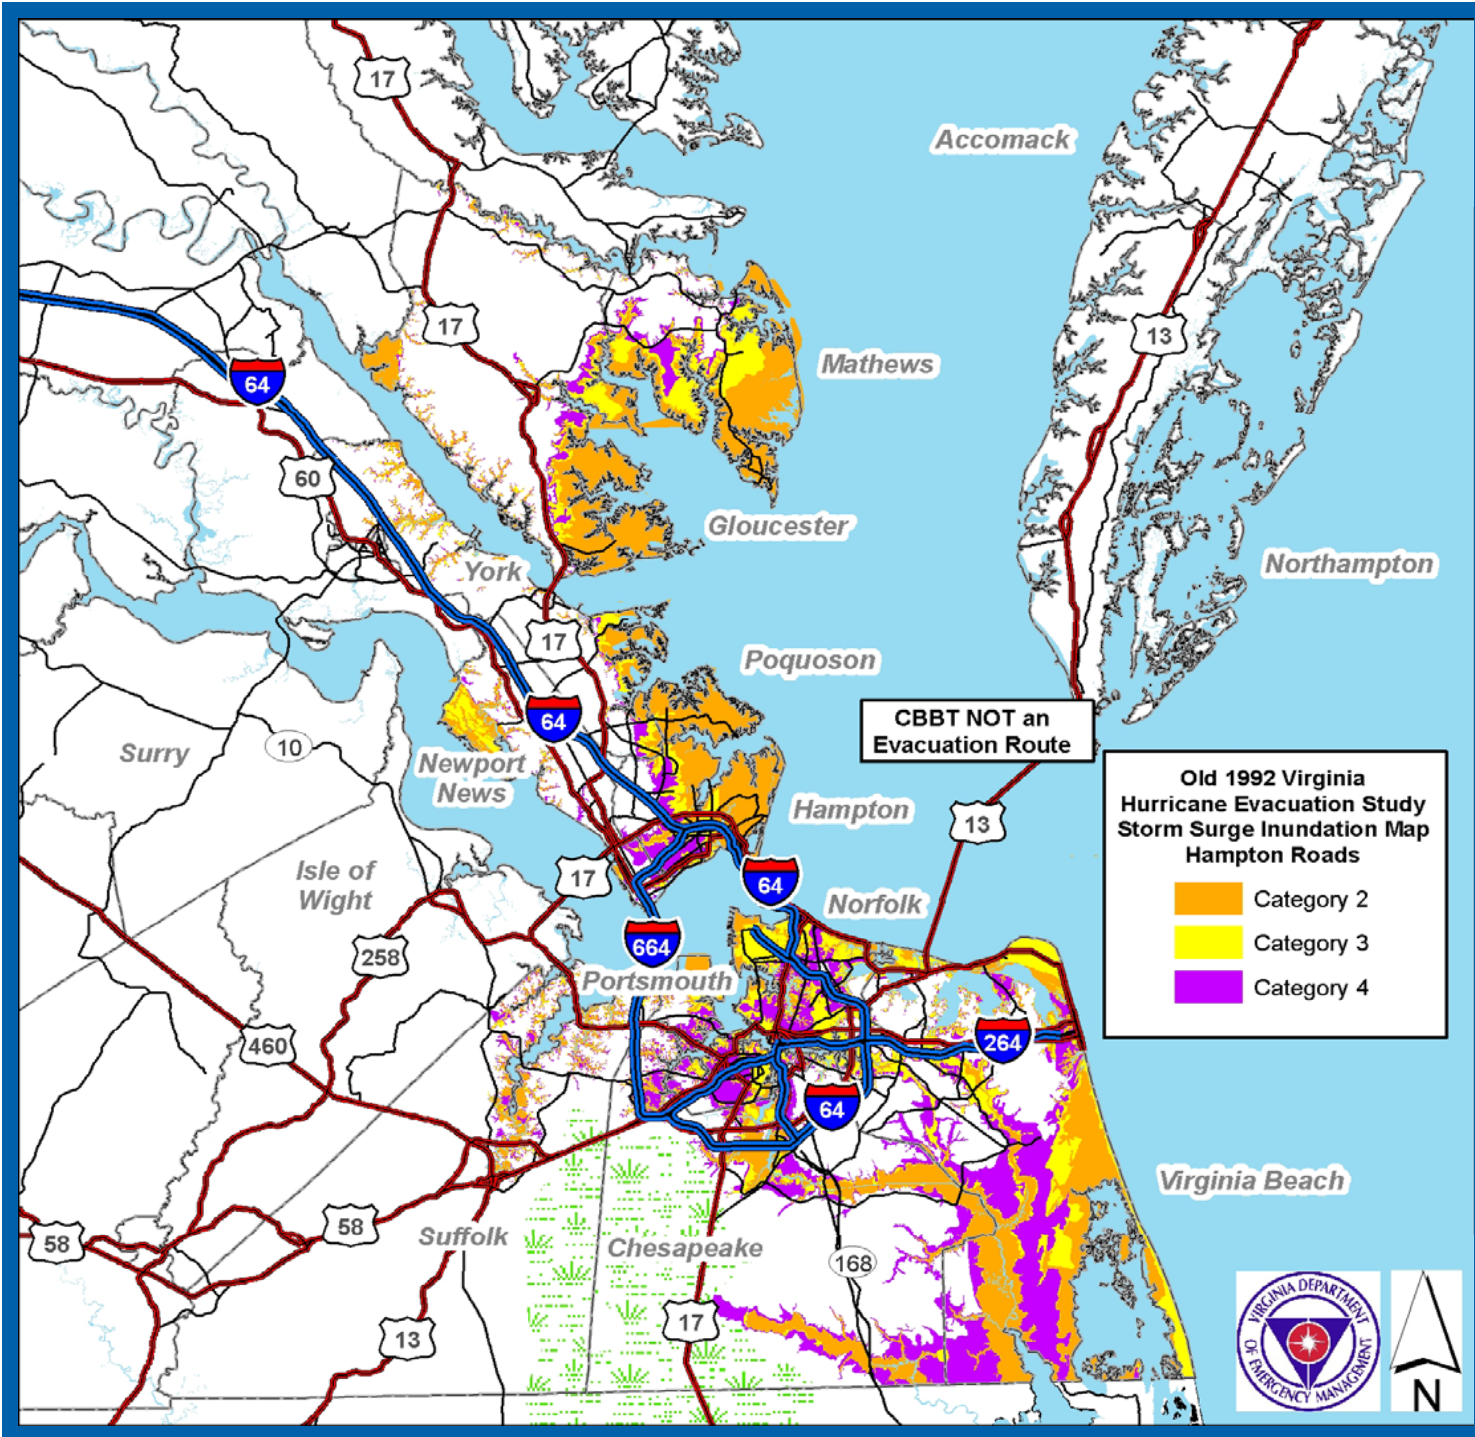 17
Accomack
17
13
Mathews
64
60
Gloucester
York
Northampton
17
Poquoson
64
CBBT NOT an
Evacuation Route
Surry
10
Newport
News
Hampton
13
Old 1992 Virginia
Hurricane Evacuation Study
Storm Surge Inundation Map
Hampton Roads
Category 2
Category 3
Category 4
Isle of
Wight
17
64
Norfolk
664
258
Portsmouth
460
264
64
Virginia Beach
58
58
Suffolk
Chesapeake
168
17
13
VIRGINIA DEPARTMENT
OF EMERGENCY MANAGEMENT
N